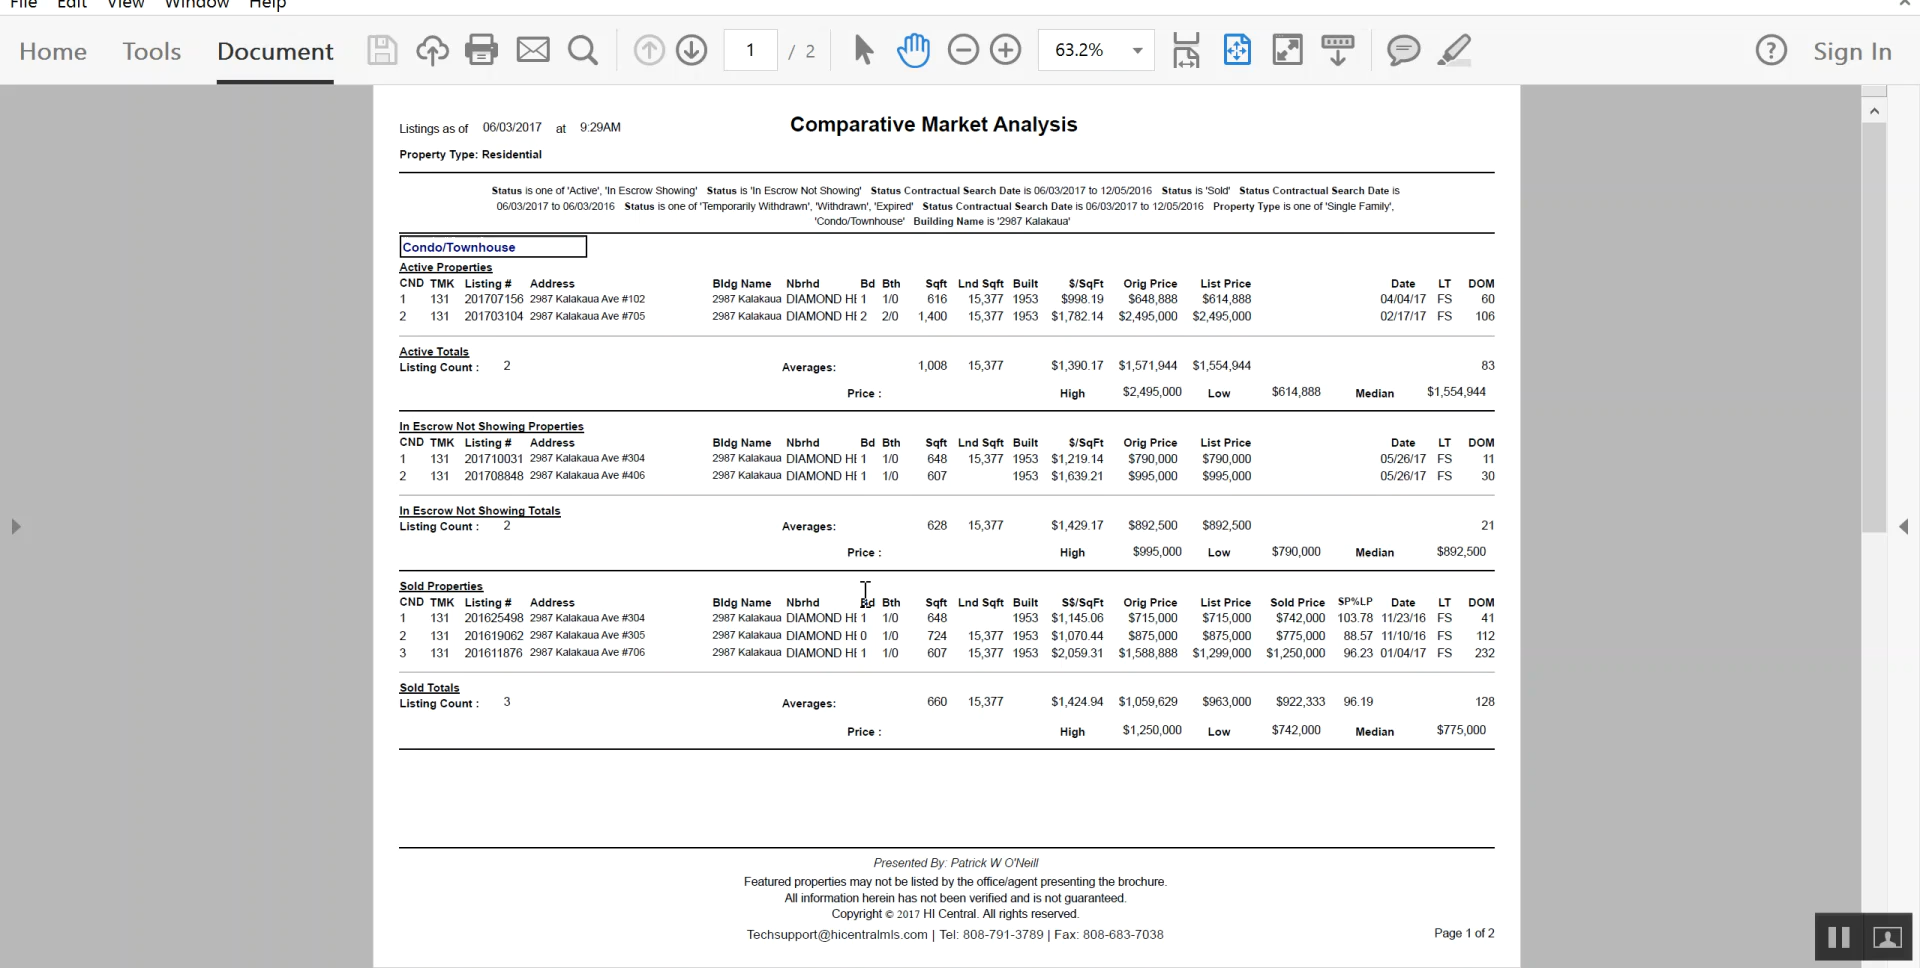 File Edit View Window Help
Home Tools Document 1 / 2 63.2% Sign In
Listings as of 06/03/2017 at 9:29AM Comparative Market Analysis
Property Type: Residential
Status is one of 'Active', 'In Escrow Showing' Status is 'In Escrow Not Showing' Status Contractual Search Date is 06/03/2017 to 12/05/2016 Status is 'Sold' Status Contractual Search Date is
06/03/2017 to 06/03/2016 Status is one of 'Temporarily Withdrawn', 'Withdrawn', 'Expired' Status Contractual Search Date is 06/03/2017 to 12/05/2016 Property Type is one of 'Single Family',
'Condo/Townhouse' Building Name is '2987 Kalakaua'
Condo/Townhouse
Active Properties
CND TMK Listing # Address Bldg Name Nbrhd Bd Bth Sqft Lnd Sqft Built $/SqFt Orig Price List Price Date LT DOM
1 131 201707156 2987 Kalakaua Ave #102 2987 Kalakaua DIAMOND HE 1 1/0 616 15,377 1953 $998.19 $648,888 $614,888 04/04/17 FS 60
2 131 201703104 2987 Kalakaua Ave #705 2987 Kalakaua DIAMOND HE 2 2/0 1,400 15,377 1953 $1,782.14 $2,495,000 $2,495,000 02/17/17 FS 106
Active Totals
Listing Count : 2 Averages: 1,008 15,377 $1,390.17 $1,571,944 $1,554,944 83
Price : High $2,495,000 Low $614,888 Median $1,554,944
In Escrow Not Showing Properties
CND TMK Listing # Address Bldg Name Nbrhd Bd Bth Sqft Lnd Sqft Built $/SqFt Orig Price List Price Date LT DOM
1 131 201710031 2987 Kalakaua Ave #304 2987 Kalakaua DIAMOND HE 1 1/0 648 15,377 1953 $1,219.14 $790,000 $790,000 05/26/17 FS 11
2 131 201708848 2987 Kalakaua Ave #406 2987 Kalakaua DIAMOND HE 1 1/0 607 1953 $1,639.21 $995,000 $995,000 05/26/17 FS 30
In Escrow Not Showing Totals
Listing Count : 2 Averages: 628 15,377 $1,429.17 $892,500 $892,500 21
Price : High $995,000 Low $790,000 Median $892,500
Sold Properties
CND TMK Listing # Address Bldg Name Nbrhd Bd Bth Sqft Lnd Sqft Built S$/SqFt Orig Price List Price Sold Price SP%LP Date LT DOM
1 131 201625498 2987 Kalakaua Ave #304 2987 Kalakaua DIAMOND HE 1 1/0 648 1953 $1,145.06 $715,000 $715,000 $742,000 103.78 11/23/16 FS 41
2 131 201619062 2987 Kalakaua Ave #305 2987 Kalakaua DIAMOND HE 0 1/0 724 15,377 1953 $1,070.44 $875,000 $875,000 $775,000 88.57 11/10/16 FS 112
3 131 201611876 2987 Kalakaua Ave #706 2987 Kalakaua DIAMOND HE 1 1/0 607 15,377 1953 $2,059.31 $1,588,888 $1,299,000 $1,250,000 96.23 01/04/17 FS 232
Sold Totals
Listing Count : 3 Averages: 660 15,377 $1,424.94 $1,059,629 $963,000 $922,333 96.19 128
Price : High $1,250,000 Low $742,000 Median $775,000
Presented By: Patrick W O'Neill
Featured properties may not be listed by the office/agent presenting the brochure.
All information herein has not been verified and is not guaranteed.
Copyright © 2017 HI Central. All rights reserved.
Techsupport@hicentralmls.com | Tel: 808-791-3789 | Fax: 808-683-7038 Page 1 of 2